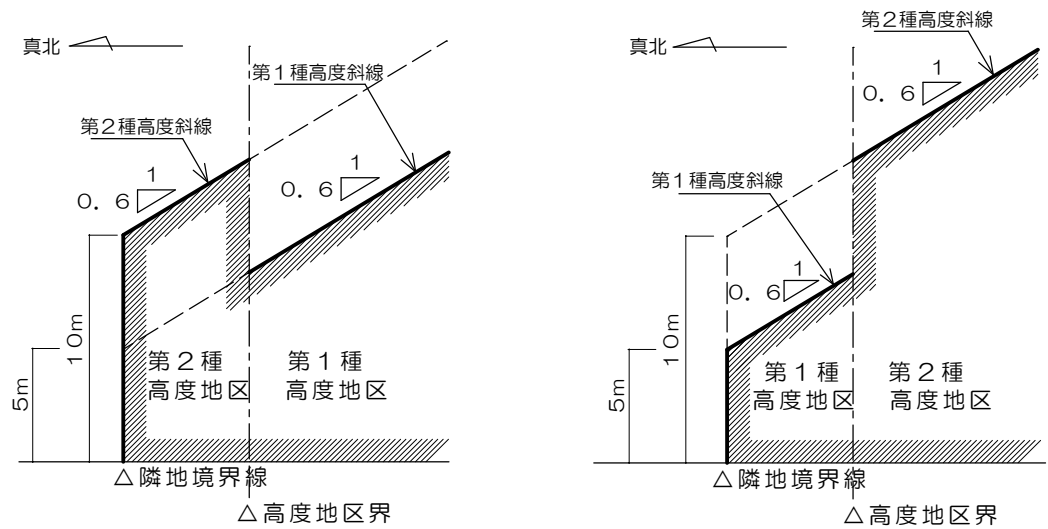 真北
第１種高度斜線
第２種高度斜線
1
０．６
1
０．６
10m
5m
第２種
高度地区
第１種
高度地区
△隣地境界線
△高度地区界
真北
第２種高度斜線
1
０．６
第１種高度斜線
1
０．６
10m
5m
第１種
高度地区
第２種
高度地区
△隣地境界線
△高度地区界